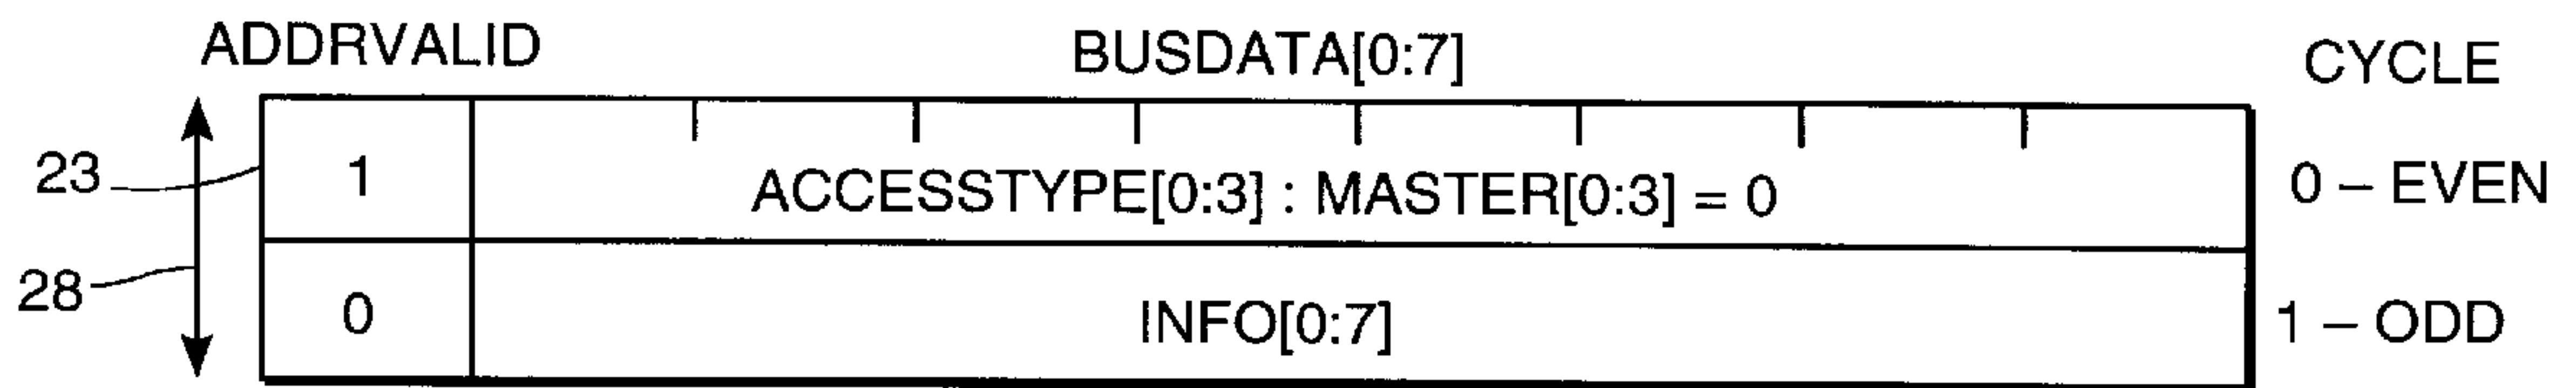 ADDRVALID BUSDATA[0:7] CYCLE
23 1 ACCESSTYPE[0:3] : MASTER[0:3] = 0 0 – EVEN
28 0 INFO[0:7] 1 – ODD